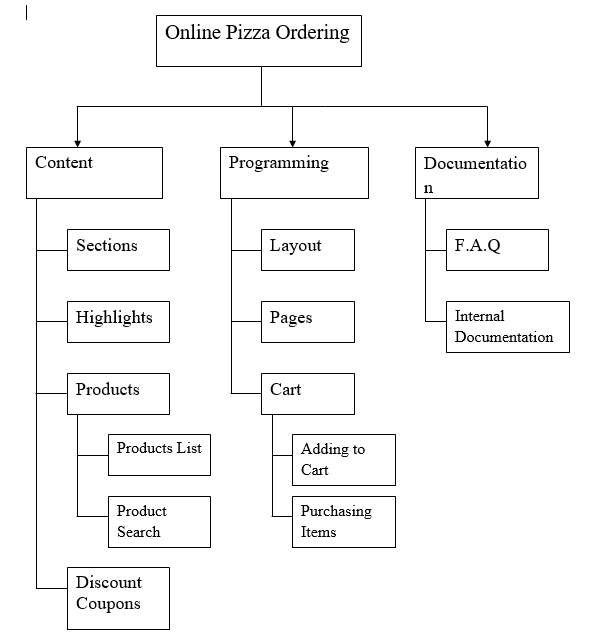 Online Pizza Ordering
Content
Programming
Documentatio
n
Sections
Layout
F.A.Q
Highlights
Pages
Internal
Documentation
Products
Cart
Products List
Adding to
Cart
Product
Search
Purchasing
Items
Discount
Coupons